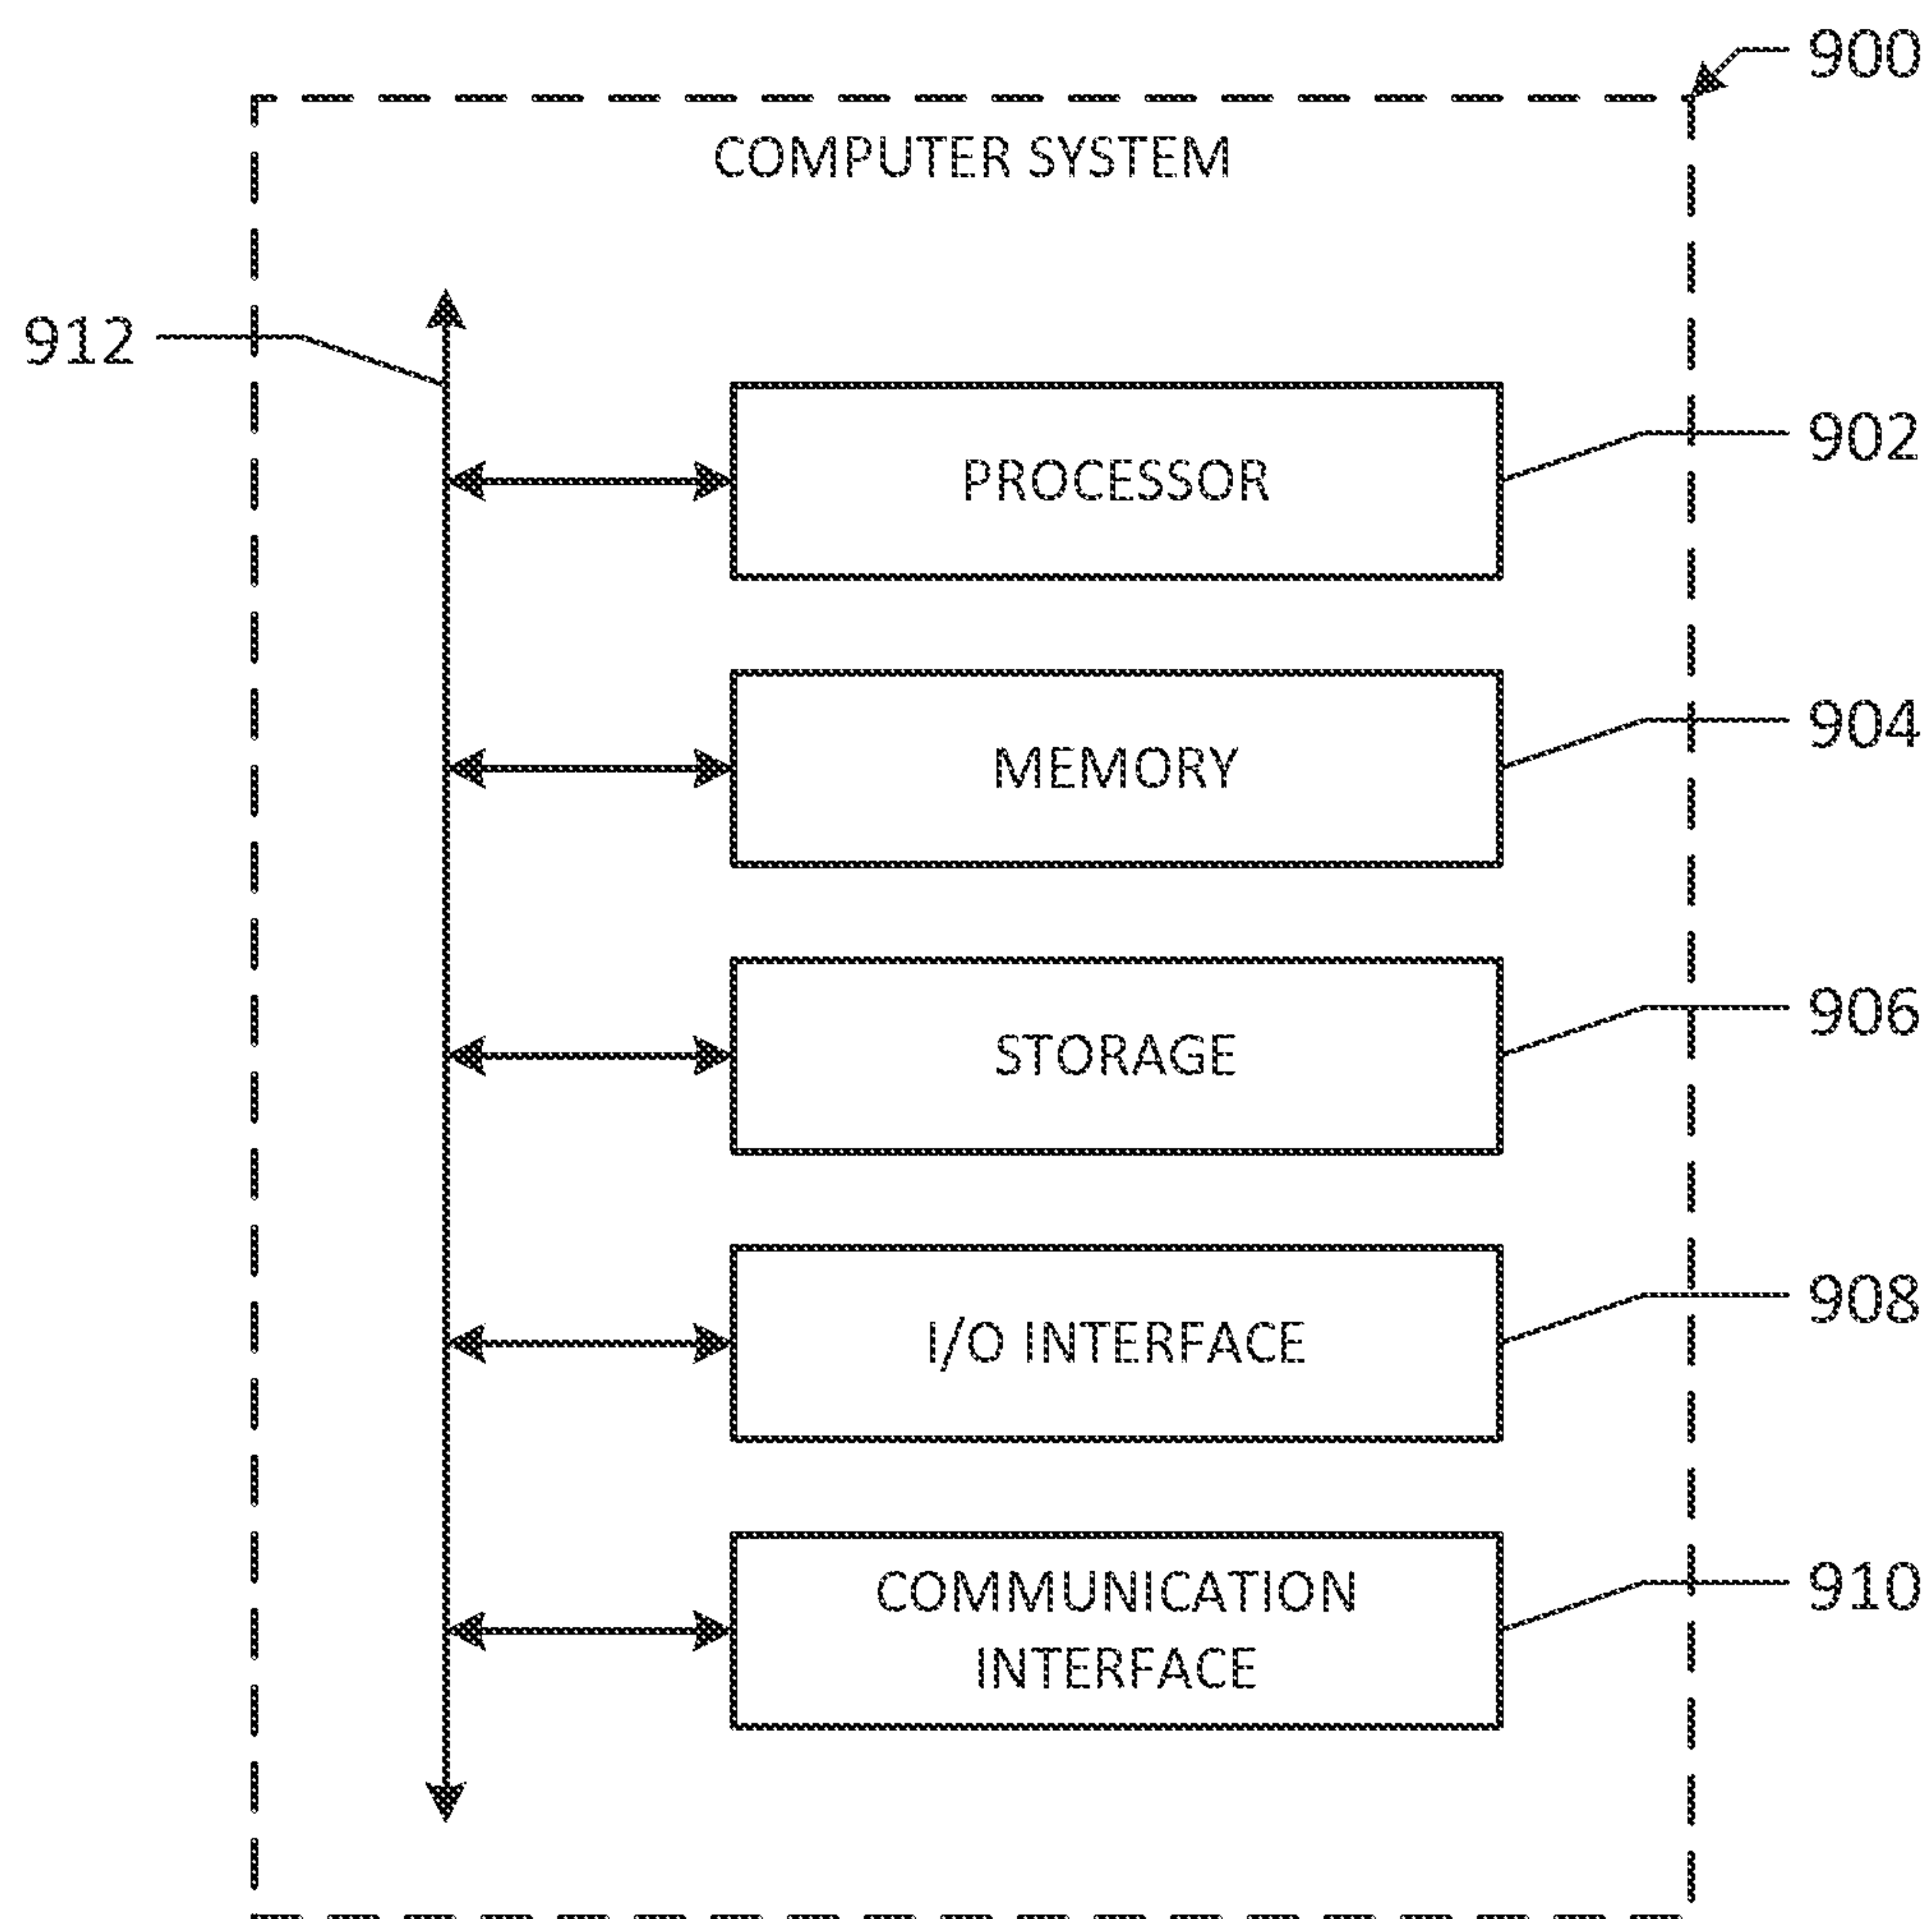 900
COMPUTER SYSTEM
912
PROCESSOR
902
MEMORY
904
STORAGE
906
I/O INTERFACE
908
COMMUNICATION
INTERFACE
910